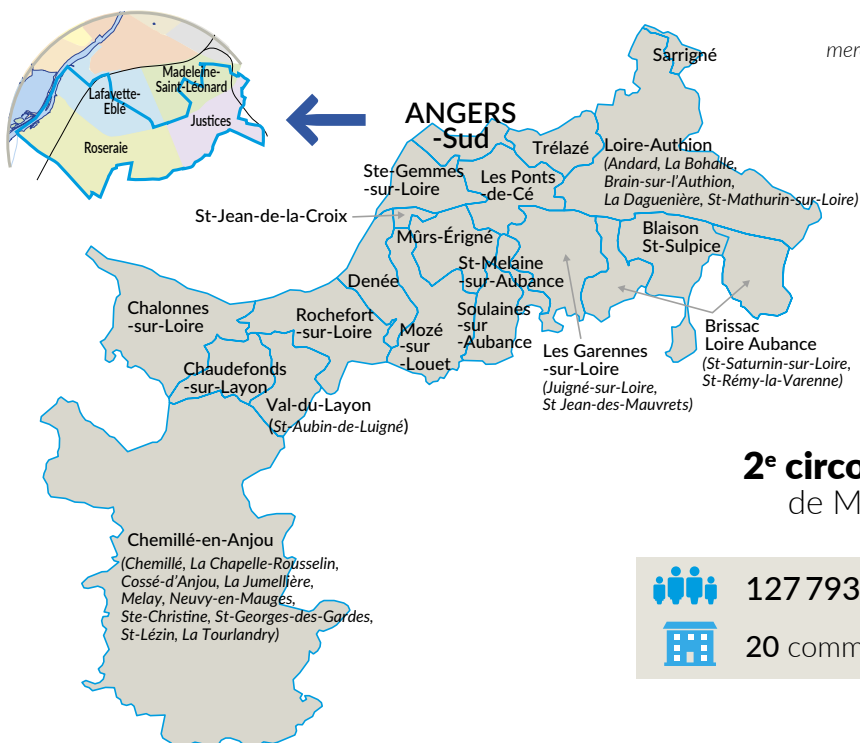 Madeleine-
Saint-Léonard
Lafayette-
Eblé
Justices
Roseraie
ANGERS
-Sud
Sarrigné
Trélazé
Loire-Authion
(Andard, La Bohalle,
Brain-sur-l'Authion,
La Daguenière, St-Mathurin-sur-Loire)
Ste-Gemmes
-sur-Loire
Les Ponts
-de-Cé
St-Jean-de-la-Croix
Mûrs-Érigné
Blaison
St-Sulpice
St-Melaine
-sur-Aubance
Denée
Chalonnes
-sur-Loire
Rochefort
-sur-Loire
Mozé
-sur
-Louet
Soulaines
-sur
-Aubance
Les Garennes
-sur-Loire
(Juigné-sur-Loire,
St Jean-des-Mauvrets)
Brissac
Loire Aubance
(St-Saturnin-sur-Loire,
St-Rémy-la-Varenne)
Chaudefonds
-sur-Layon
Val-du-Layon
(St-Aubin-de-Luigné)
2e circo
de M
Chemillé-en-Anjou
(Chemillé, La Chapelle-Rousselin,
Cossé-d'Anjou, La Jumellière,
Melay, Neuvy-en-Mauges,
Ste-Christine, St-Georges-des-Gardes,
St-Lézin, La Tourlandry)
127 793
20 comm